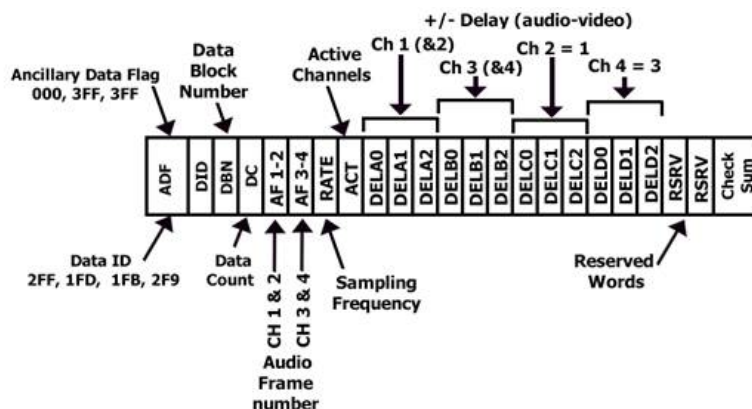 +/- Delay (audio-video)
Data
Block
Number
Active
Channels
Ch 1 (&2)
Ch 2 = 1
Ch 3 (&4)
Ch 4 = 3
Ancillary Data Flag
000, 3FF, 3FF
ADF
DID
DBN
DC
AF 1-2
AF 3-4
RATE
ACT
DELA0
DELA1
DELA2
DELB0
DELB1
DELB2
DELC0
DELC1
DELC2
DELD0
DELD1
DELD2
RSRV
RSRV
Check
Sum
Data ID
2FF, 1FD, 1FB, 2F9
Data
Count
CH 1 & 2
CH 3 & 4
Audio
Frame
number
Sampling
Frequency
Reserved
Words